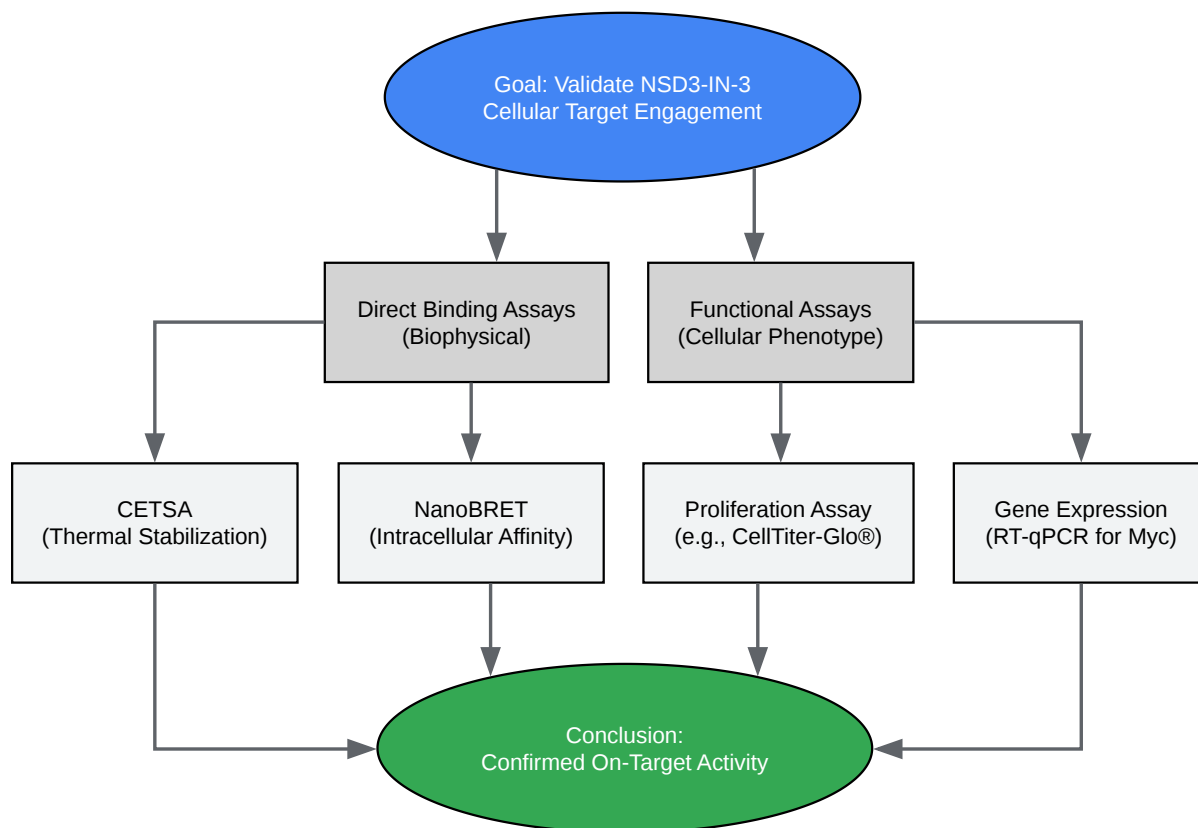 Goal: Validate NSD3-IN-3
Cellular Target Engagement
Direct Binding Assays
(Biophysical)
Functional Assays
(Cellular Phenotype)
CETSA
(Thermal Stabilization)
NanoBRET
(Intracellular Affinity)
Proliferation Assay
(e.g., CellTiter-Glo®)
Gene Expression
(RT-qPCR for Myc)
Conclusion:
Confirmed On-Target Activity